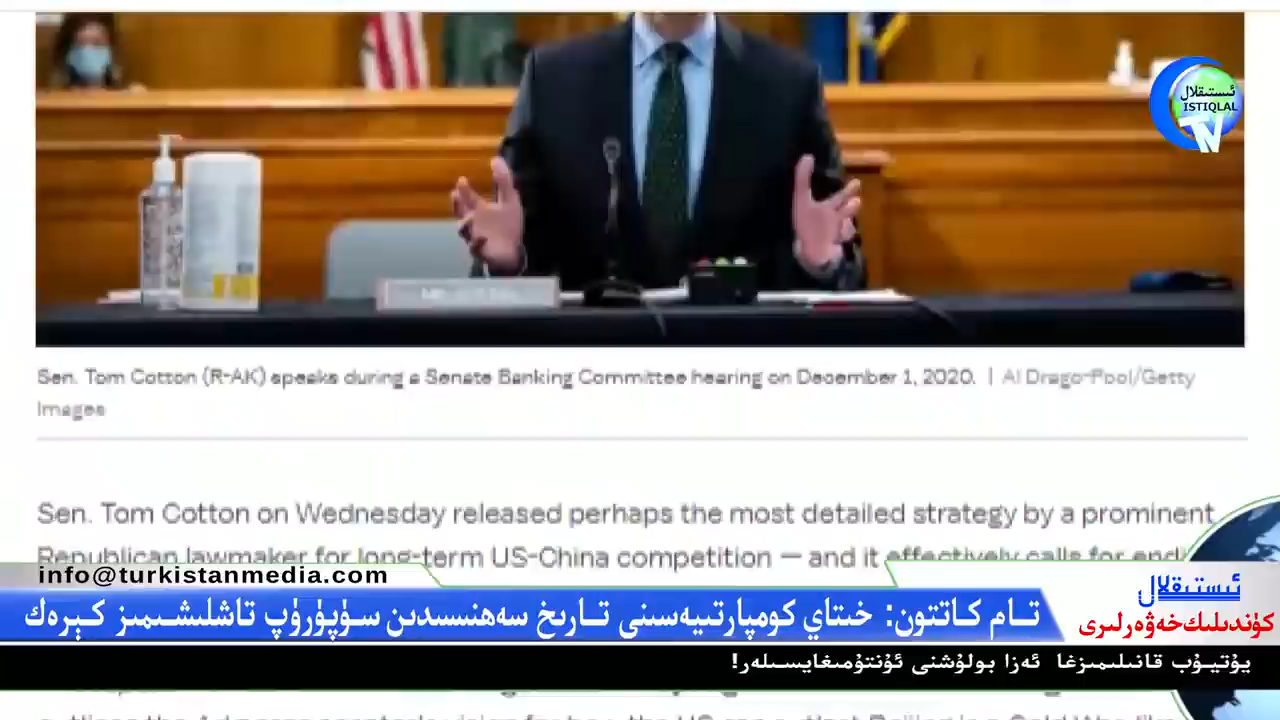 ئىستىقلال
ISTIQLAL
TV
Sen. Tom Cotton (R-AK) speaks during a Senate Banking Committee hearing on December 1, 2020. | Al Drago-Pool/Getty
Images
Sen. Tom Cotton on Wednesday released perhaps the most detailed strategy by a prominent
Republican lawmaker for long-term US-China competition — and it effectively calls for
info@turkistanmedia.com
ئىستىقلال
كۈندىلىك خەۋەرلىرى
تام كاتتون: خىتاي كومپارتىيەسىنى تارىخ سەھنىسىدىن سۈپۈرۈپ تاشلىشىمىز كېرەك
يۇتيۇب قانىلىمىزغا ئەزا بولۇشنى ئۇنتۇمىغايسىلەر!